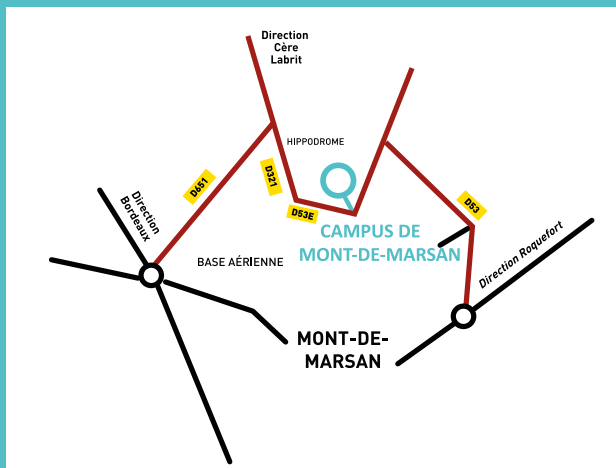 Direction
Cère
Labrit
HIPPODROME
D651
D321
D53E
D53
Direction
Bordeaux
CAMPUS DE
MONT-DE-MARSAN
BASE AÉRIENNE
Direction Roquefort
MONT-DE-
MARSAN